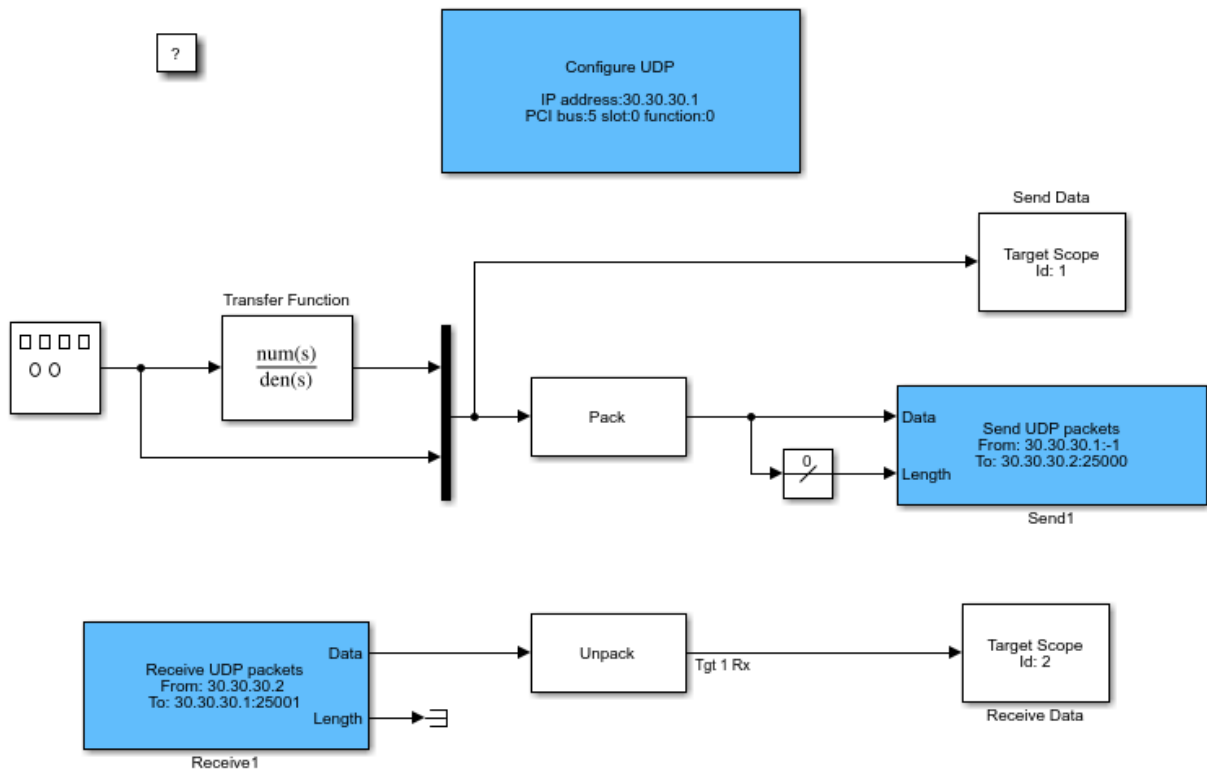 ?
Configure UDP
IP address:30.30.30.1
PCI bus:5 slot:0 function:0
Send Data
Target Scope
Id: 1
Transfer Function
num(s)
den(s)
Pack
0
Data
Length
Send UDP packets
From: 30.30.30.1:-1
To: 30.30.30.2:25000
Send1
Receive UDP packets
From: 30.30.30.2
To: 30.30.30.1:25001
Data
Length
Receive1
Unpack
Tgt 1 Rx
Target Scope
Id: 2
Receive Data